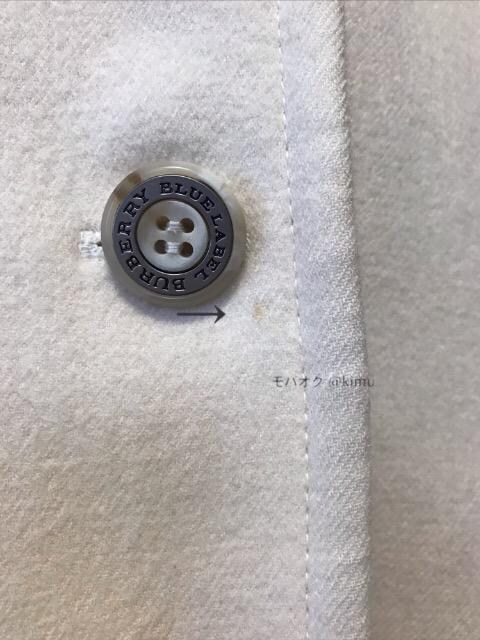 BURBERRY BLUE LABEL
モバオク @kimu